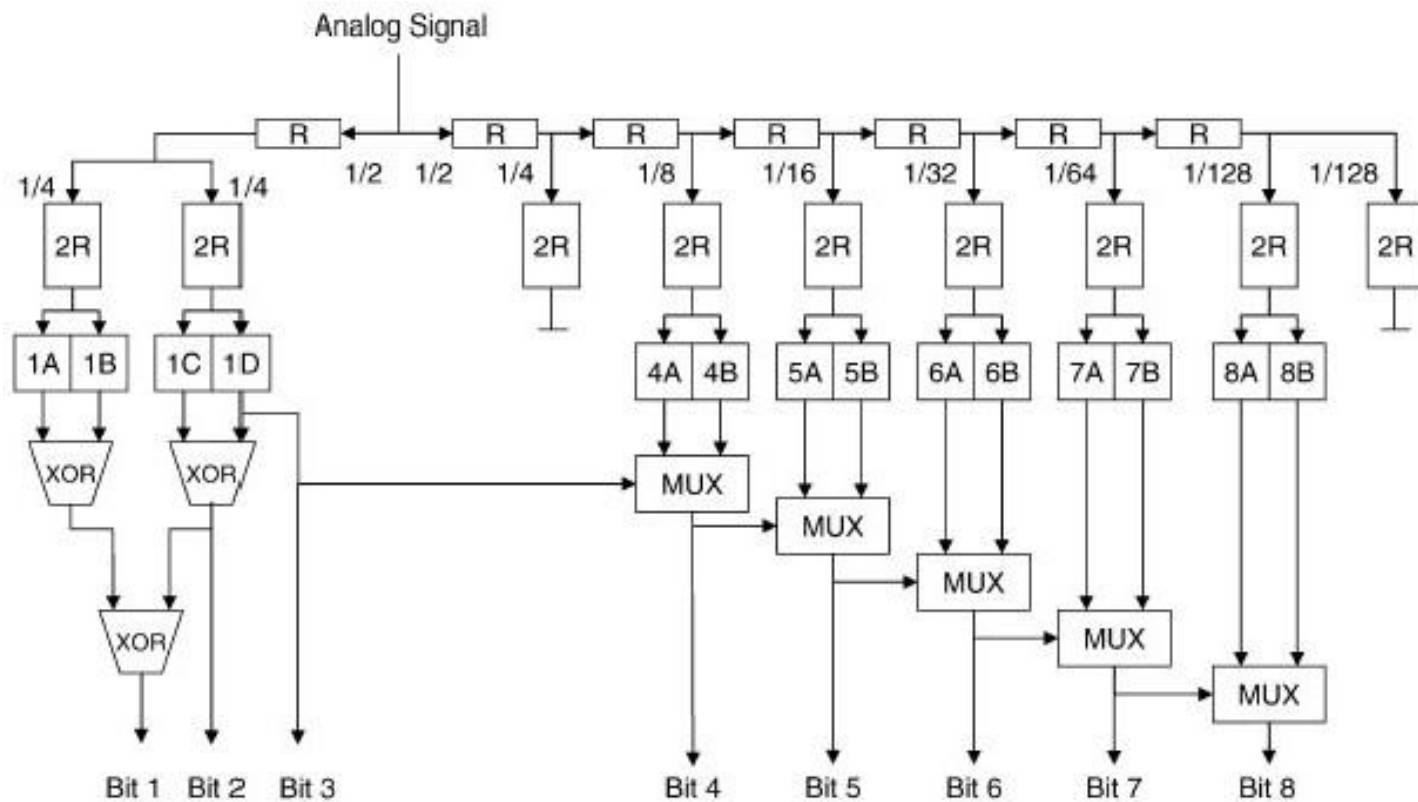 Analog Signal
R R R R R R R
1/2 1/2 1/4 1/8 1/16 1/32 1/64 1/128 1/128
1/4 1/4
2R 2R 2R 2R 2R 2R 2R 2R 2R
1A 1B 1C 1D 4A 4B 5A 5B 6A 6B 7A 7B 8A 8B
XOR XOR MUX
MUX
MUX
XOR MUX
MUX
Bit 1 Bit 2 Bit 3 Bit 4 Bit 5 Bit 6 Bit 7 Bit 8